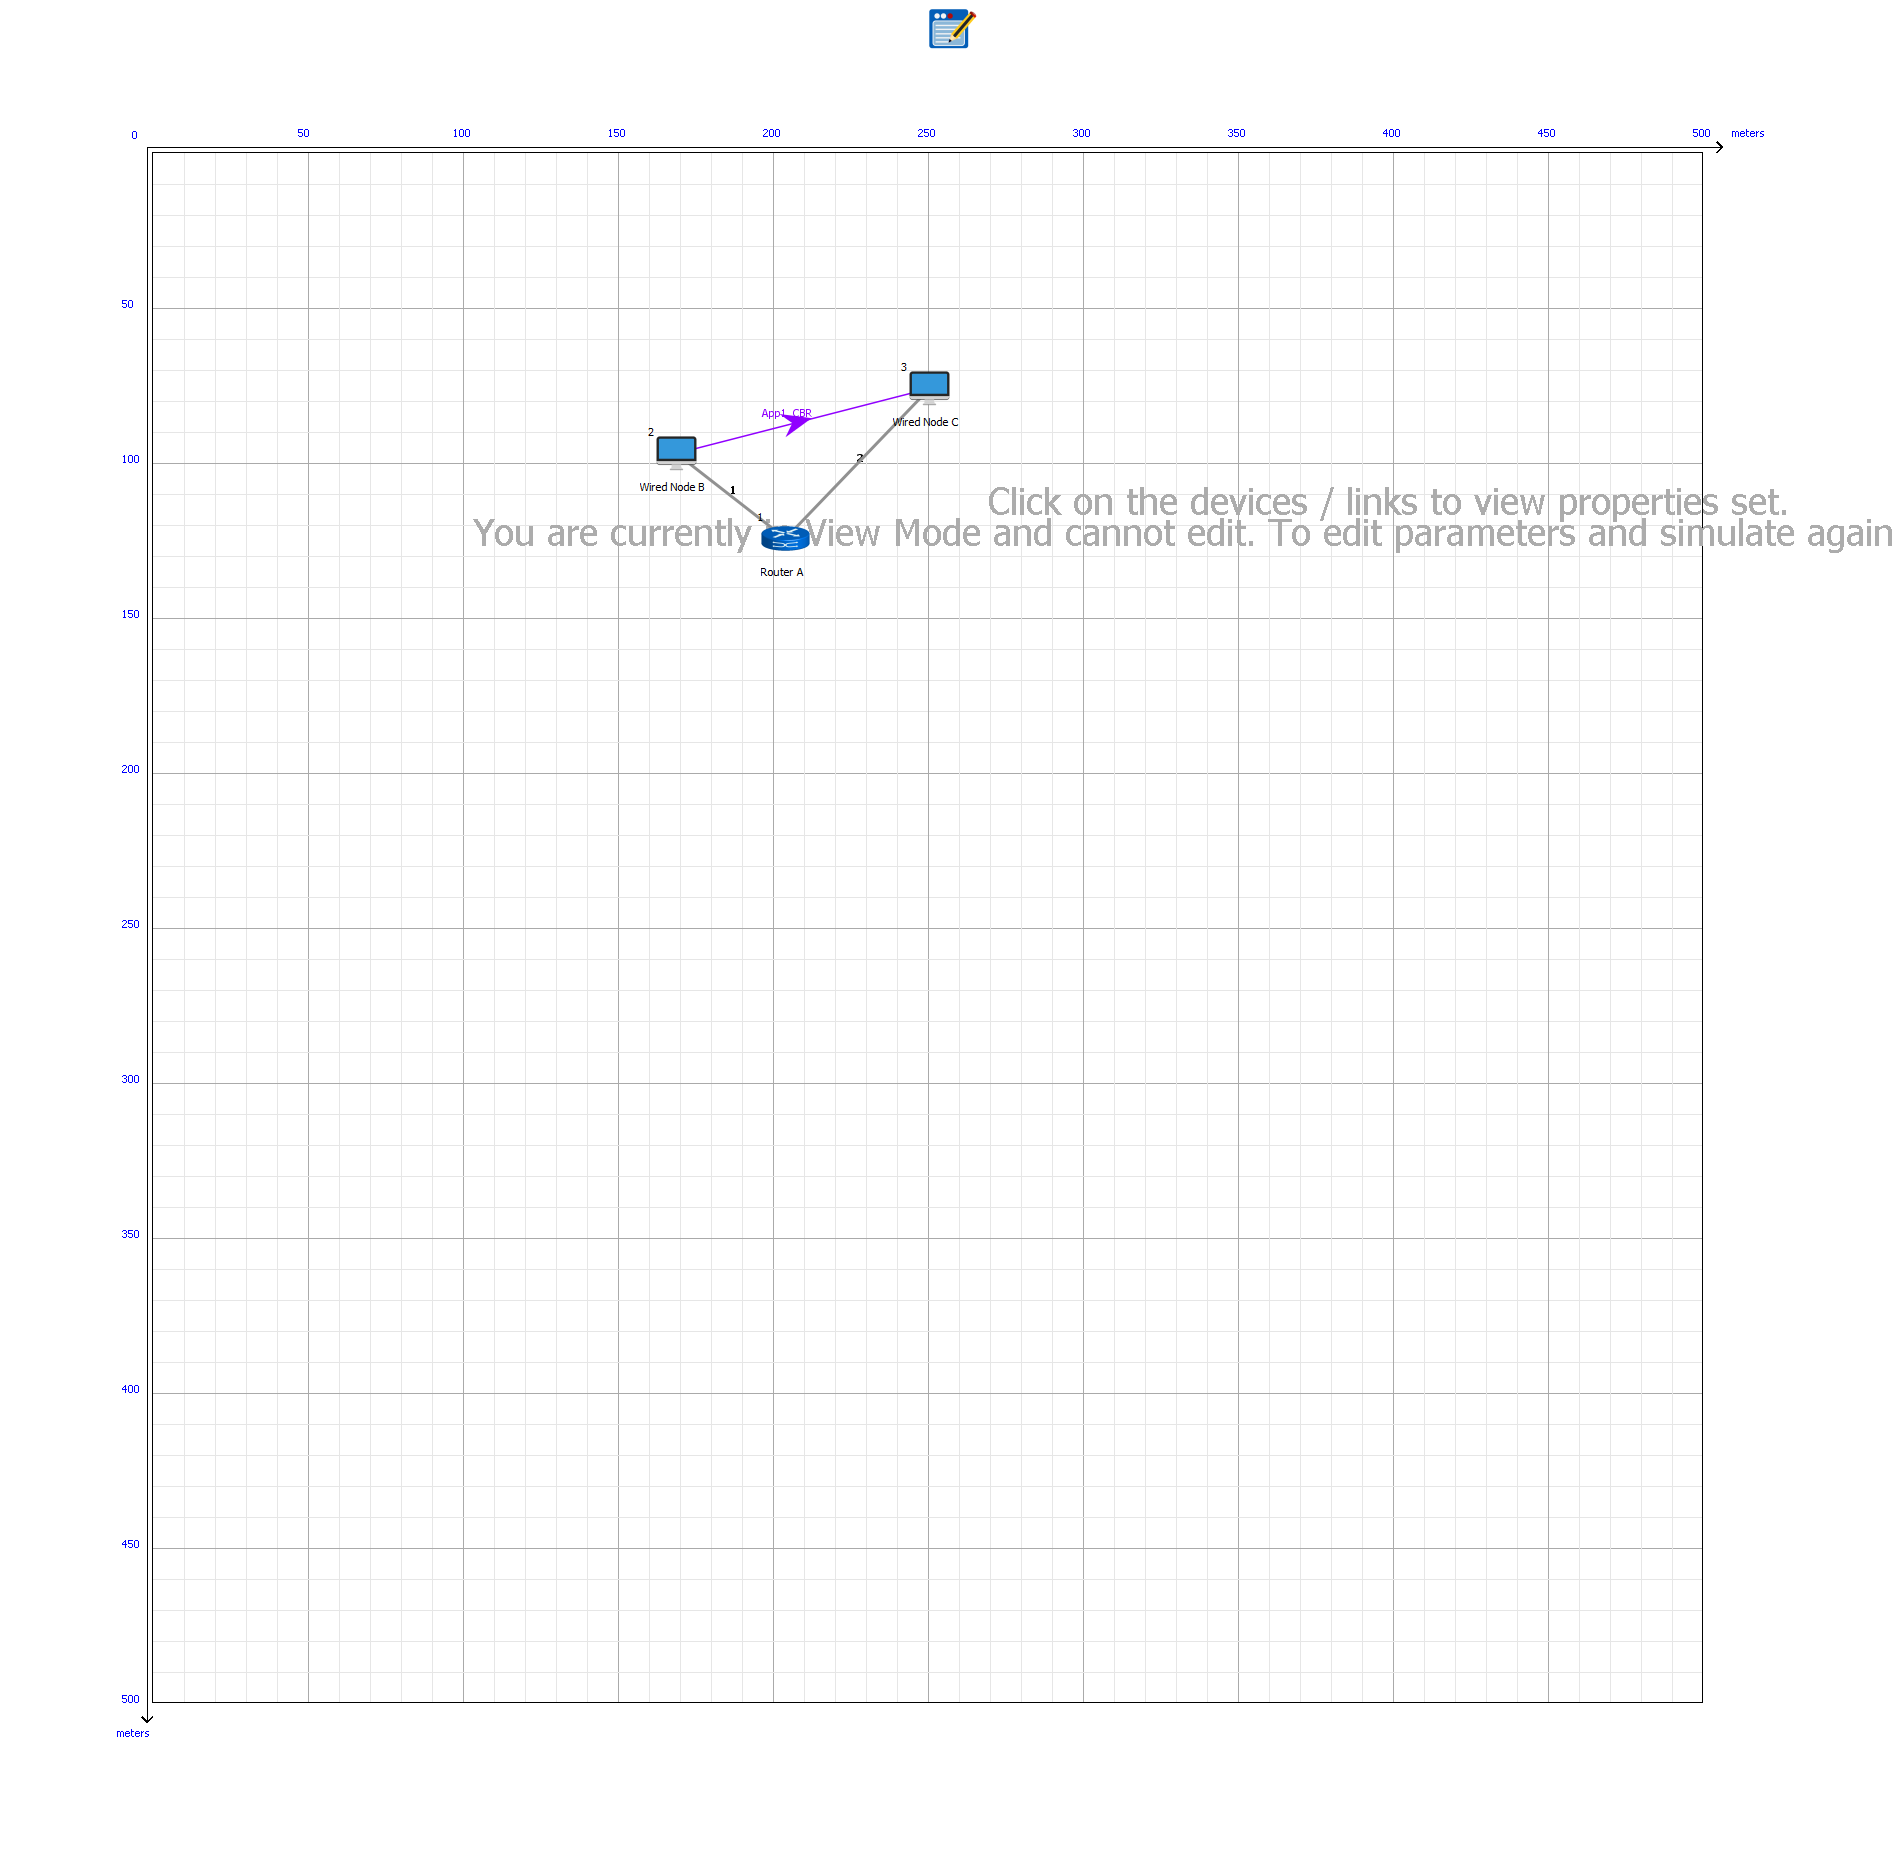 0 50 100 150 200 250 300 350 400 450 500 meters
50
3
App1_CBR
Wired Node C
2
100
2
Wired Node B
1
Click on the devices / links to view properties set.
1
You are currently View Mode and cannot edit. To edit parameters and simulate again
Router A
150
200
250
300
350
400
450
500
meters